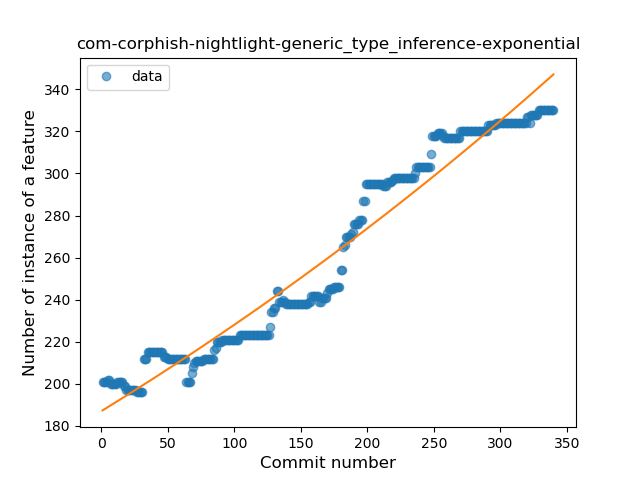 com-corphish-nightlight-generic_type_inference-exponential
data
Number of instance of a feature
340
320
300
280
260
240
220
200
180
0 50 100 150 200 250 300 350
Commit number